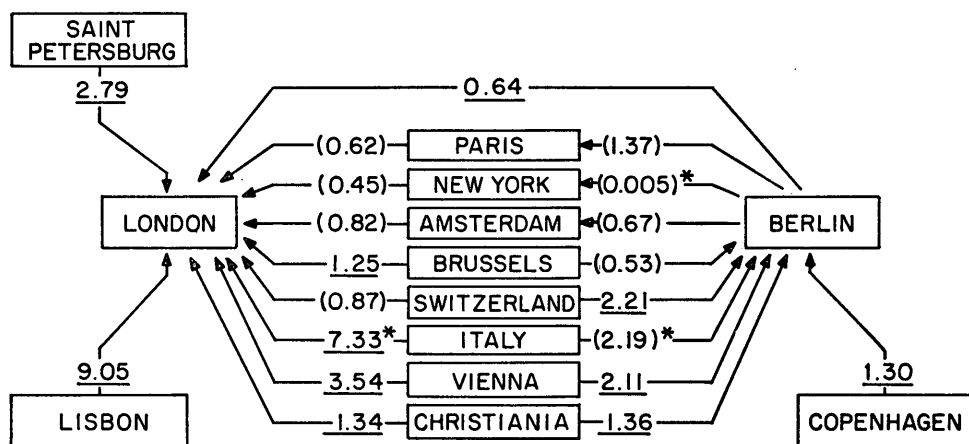 SAINT
PETERSBURG
2.79
0.64
(0.62) PARIS (1.37)
(0.45) NEW YORK (0.005)*
LONDON (0.82) AMSTERDAM (0.67) BERLIN
1.25 BRUSSELS (0.53)
(0.87) SWITZERLAND 2.21
7.33* ITALY (2.19)*
9.05 3.54 VIENNA 2.11 1.30
LISBON 1.34 CHRISTIANIA 1.36 COPENHAGEN